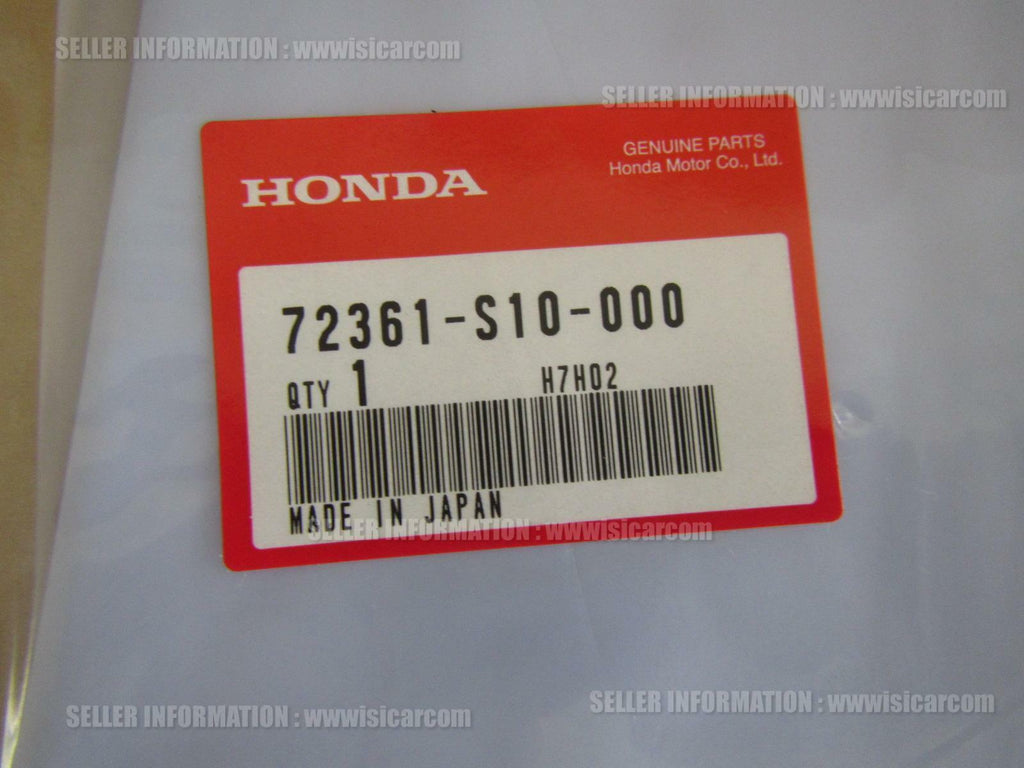 SELLER INFORMATION : wwwisicarcom
SELLER INFORMATION : wwwisicarcom
GENUINE PARTS
Honda Motor Co., Ltd.
HONDA
72361-S10-000
QTY 1 H7H02
MADE IN JAPAN
SELLER INFORMATION : wwwisicarcom
SELLER INFORMATION : wwwisicarcom
SELLER INFORMATION : wwwisicarcom